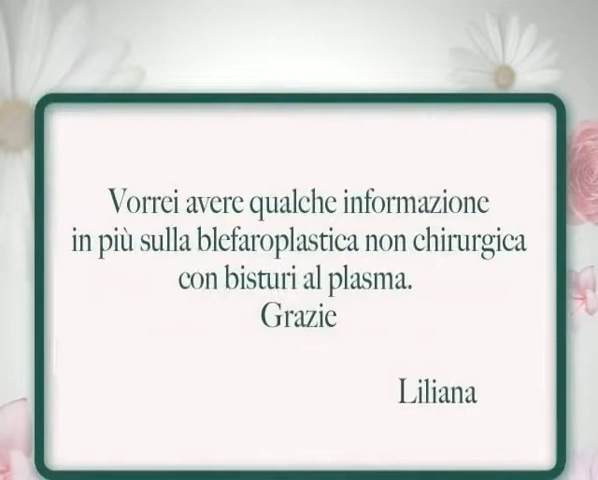 Vorrei avere qualche informazione
in più sulla blefaroplastica non chirurgica
con bisturi al plasma.
Grazie
Liliana